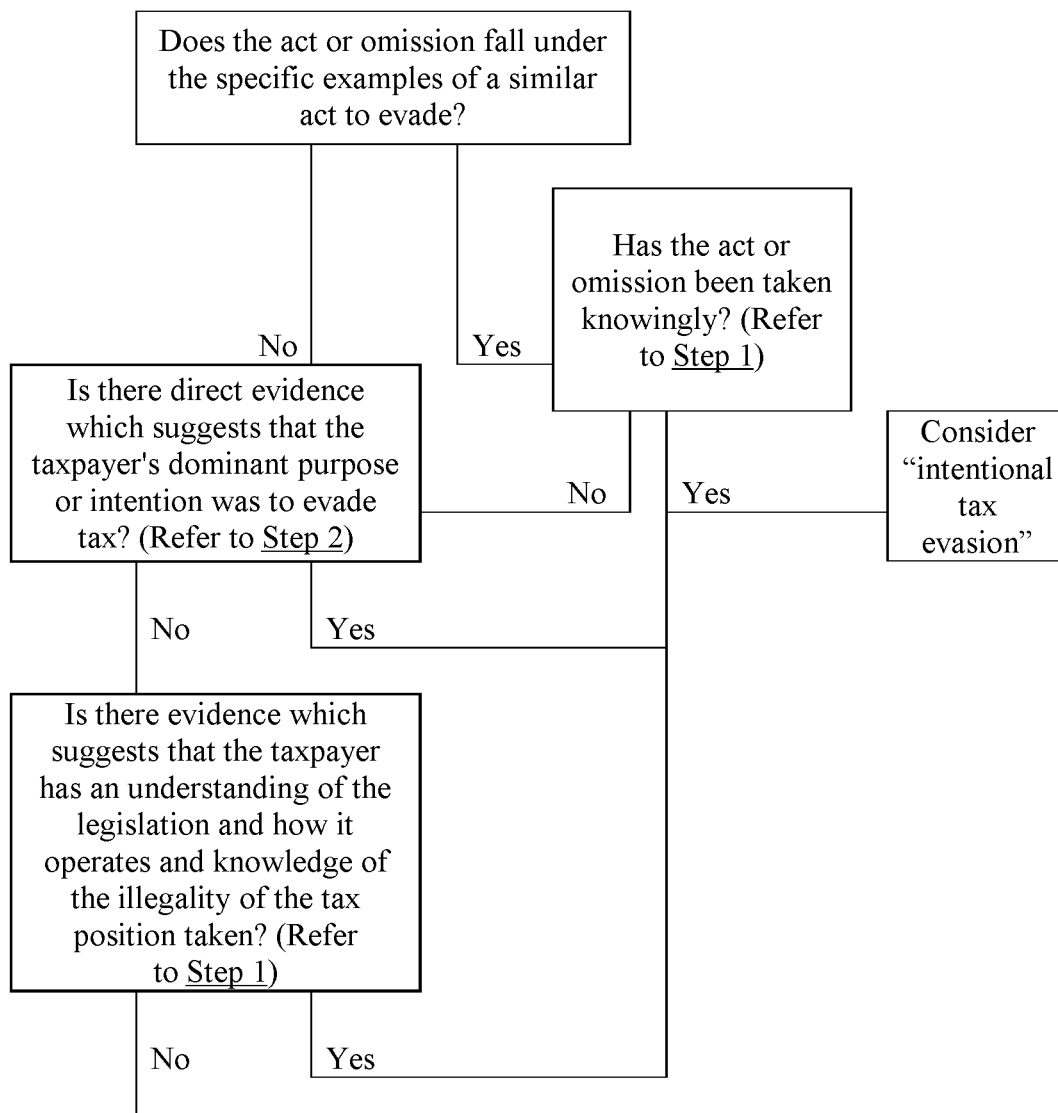 Does the act or omission fall under
the specific examples of a similar
act to evade?
Has the act or
omission been taken
knowingly? (Refer
to Step 1)
No
Yes
Is there direct evidence
which suggests that the
taxpayer's dominant purpose
or intention was to evade
tax? (Refer to Step 2)
No
Yes
Consider
“intentional
tax
evasion”
No
Yes
Is there evidence which
suggests that the taxpayer
has an understanding of the
legislation and how it
operates and knowledge of
the illegality of the tax
position taken? (Refer
to Step 1)
No
Yes